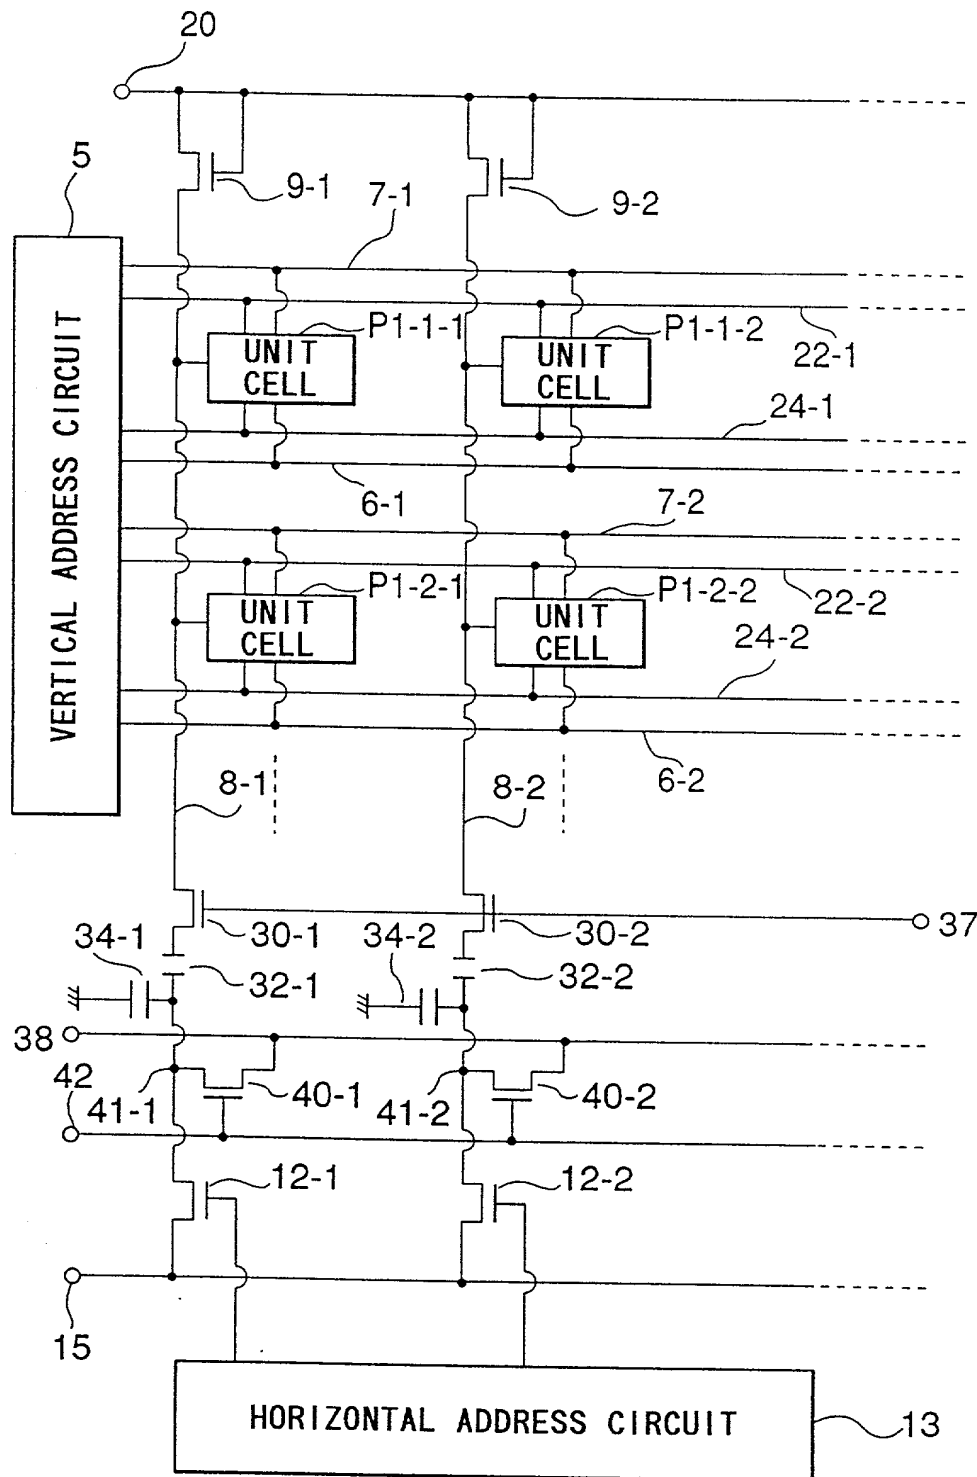 20
5
9-1
9-2
7-1
VERTICAL ADDRESS CIRCUIT
P1-1-1
P1-1-2
UNIT
CELL
UNIT
CELL
22-1
24-1
6-1
7-2
P1-2-1
P1-2-2
UNIT
CELL
UNIT
CELL
22-2
24-2
6-2
8-1
8-2
30-1
30-2
37
34-1
34-2
32-1
32-2
38
42
41-1
40-1
41-2
40-2
12-1
12-2
15
HORIZONTAL ADDRESS CIRCUIT
13